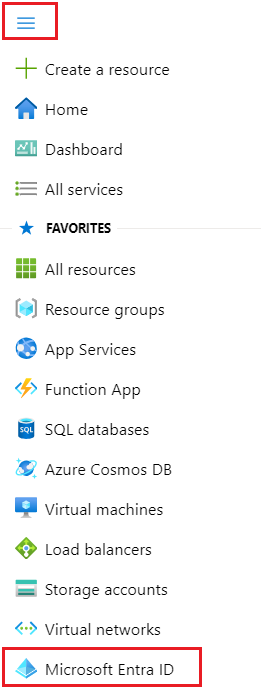 Create a resource
Home
Dashboard
All services
FAVORITES
All resources
Resource groups
App Services
Function App
SQL databases
Azure Cosmos DB
Virtual machines
Load balancers
Storage accounts
Virtual networks
Microsoft Entra ID